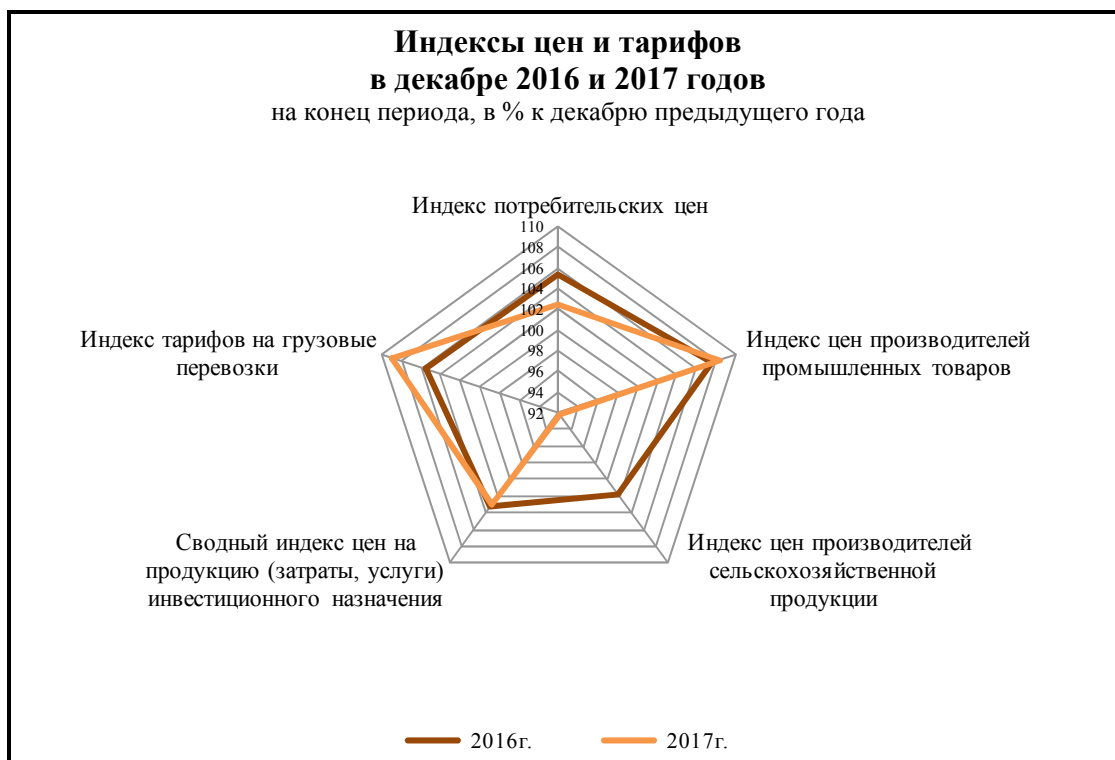 Индексы цен и тарифов
в декабре 2016 и 2017 годов
на конец периода, в % к декабрю предыдущего года
Индекс потребительских цен
110
108
106
104
102
100
98
96
94
92
Индекс тарифов на грузовые
перевозки
Индекс цен производителей
промышленных товаров
Сводный индекс цен на
продукцию (затраты, услуги)
инвестиционного назначения
Индекс цен производителей
сельскохозяйственной
продукции
2016г.
2017г.